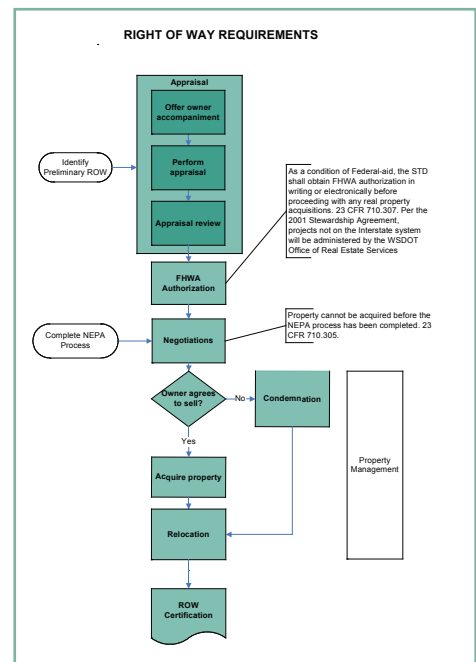 RIGHT OF WAY REQUIREMENTS
Appraisal
Offer owner
accompaniment
Identify
Preliminary ROW
Perform
appraisal
Appraisal review
As a condition of Federal-aid, the STD
shall obtain FHWA authorization in
writing or electronically before
proceeding with any real property
acquisitions. 23 CFR 710.307. Per the
2001 Stewardship Agreement,
projects not on the Interstate system
will be administered by the WSDOT
Office of Real Estate Services
FHWA
Authorization
Complete NEPA
Process
Negotiations
Property cannot be acquired before the
NEPA process has been completed. 23
CFR 710.305.
Owner agrees
to sell?
No
Condemnation
Yes
Property
Management
Acquire property
Relocation
ROW
Certification